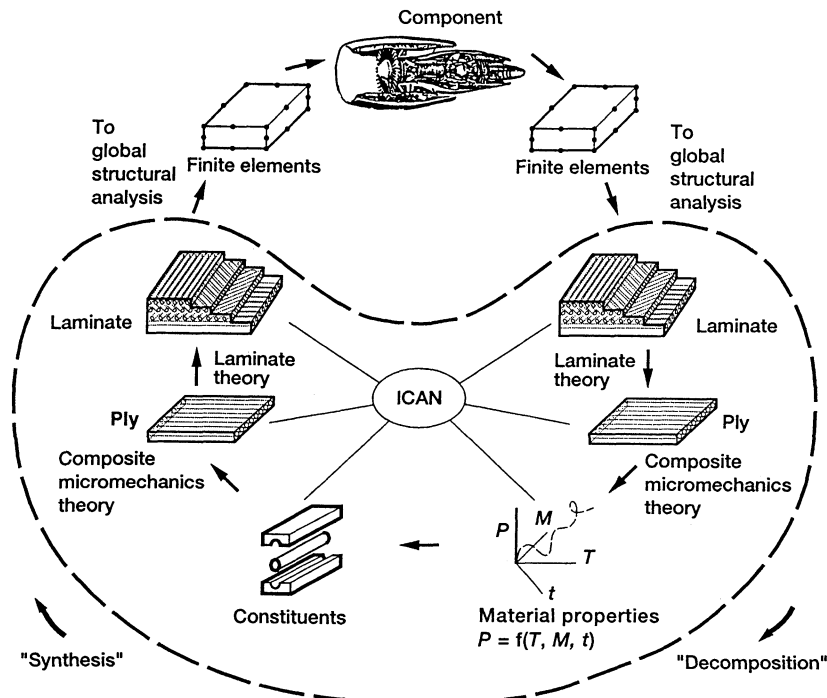 Component
To
global
structural
analysis
Finite elements
Finite elements
To
global
structural
analysis
Laminate
Laminate
theory
Ply
Composite
micromechanics
theory
ICAN
Laminate
Laminate
theory
Ply
Composite
micromechanics
theory
Constituents
P
M
T
t
Material properties
P = f(T, M, t)
"Synthesis"
"Decomposition"